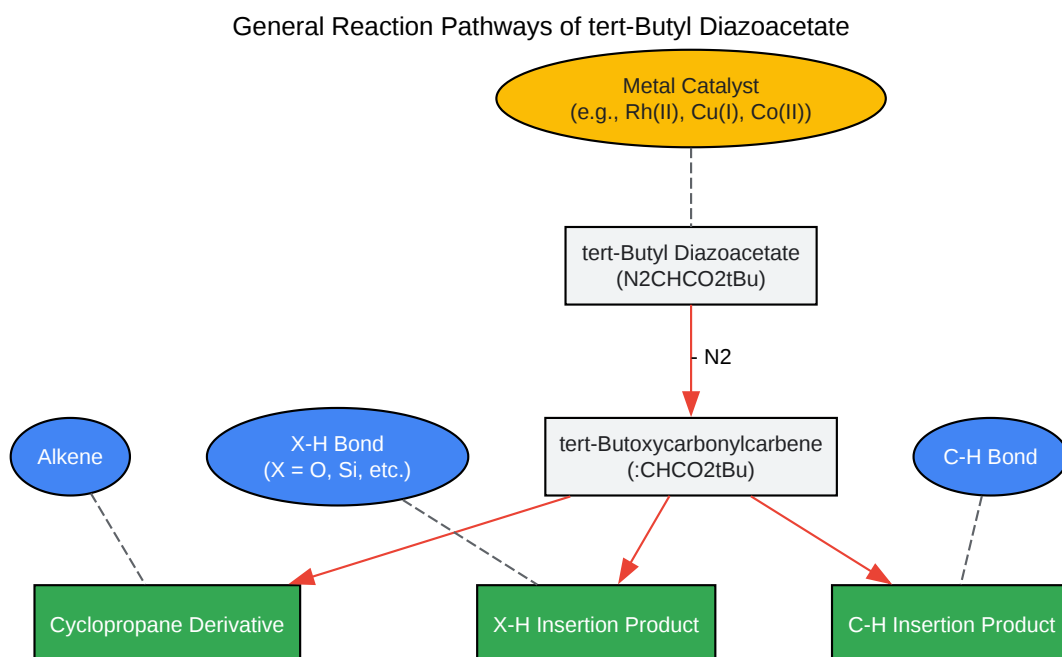 General Reaction Pathways of tert-Butyl Diazoacetate
Metal Catalyst
(e.g., Rh(II), Cu(I), Co(II))
tert-Butyl Diazoacetate
(N2CHCO2tBu)
- N2
Alkene
X-H Bond
(X = O, Si, etc.)
tert-Butoxycarbonylcarbene
(:CHCO2tBu)
C-H Bond
Cyclopropane Derivative
X-H Insertion Product
C-H Insertion Product